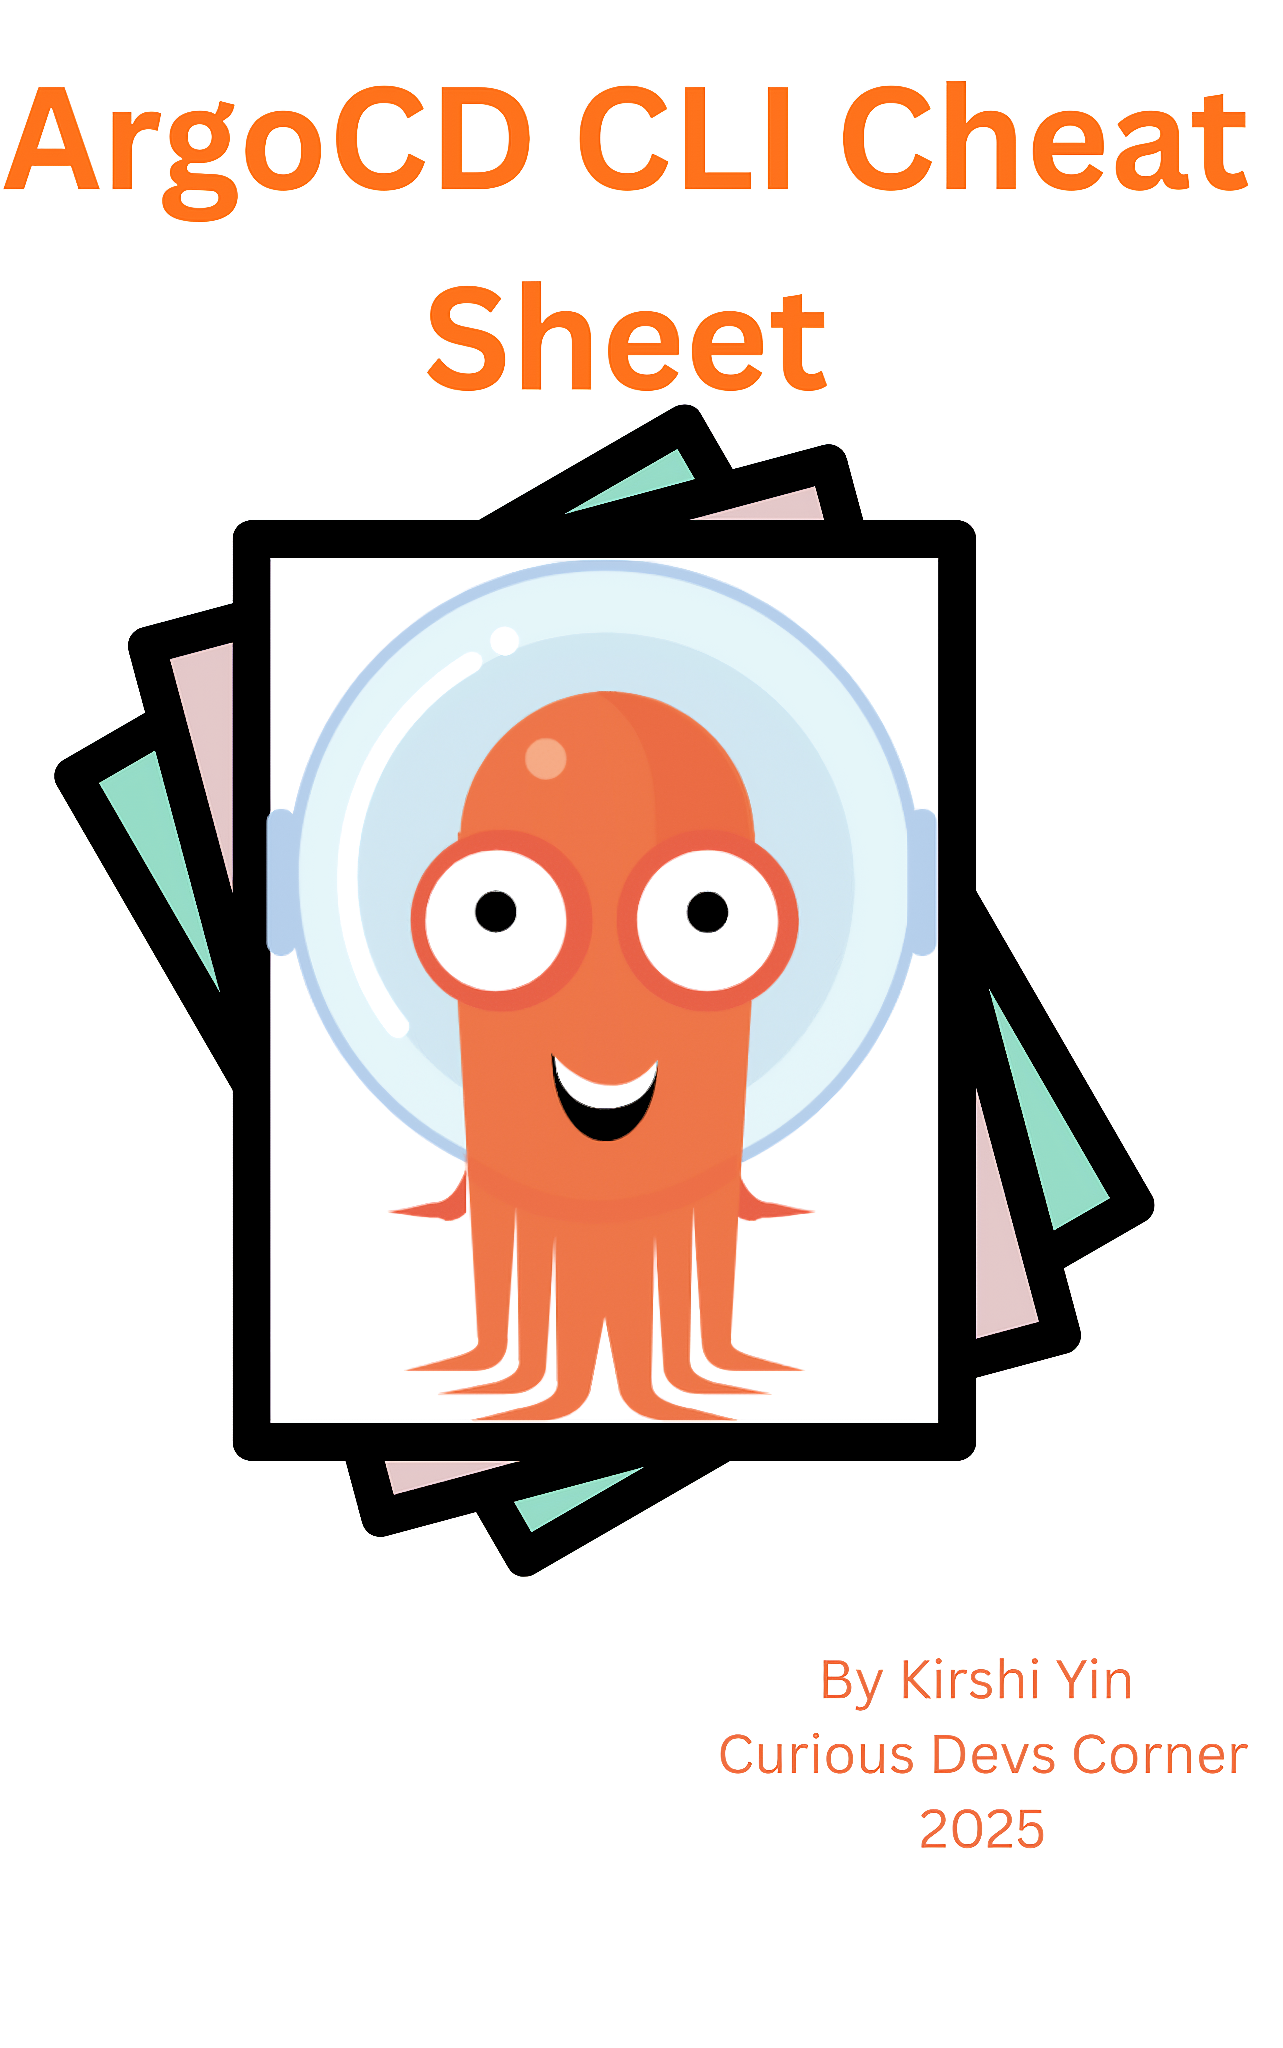 ArgoCD CLI Cheat
Sheet
By Kirshi Yin
Curious Devs Corner
2025